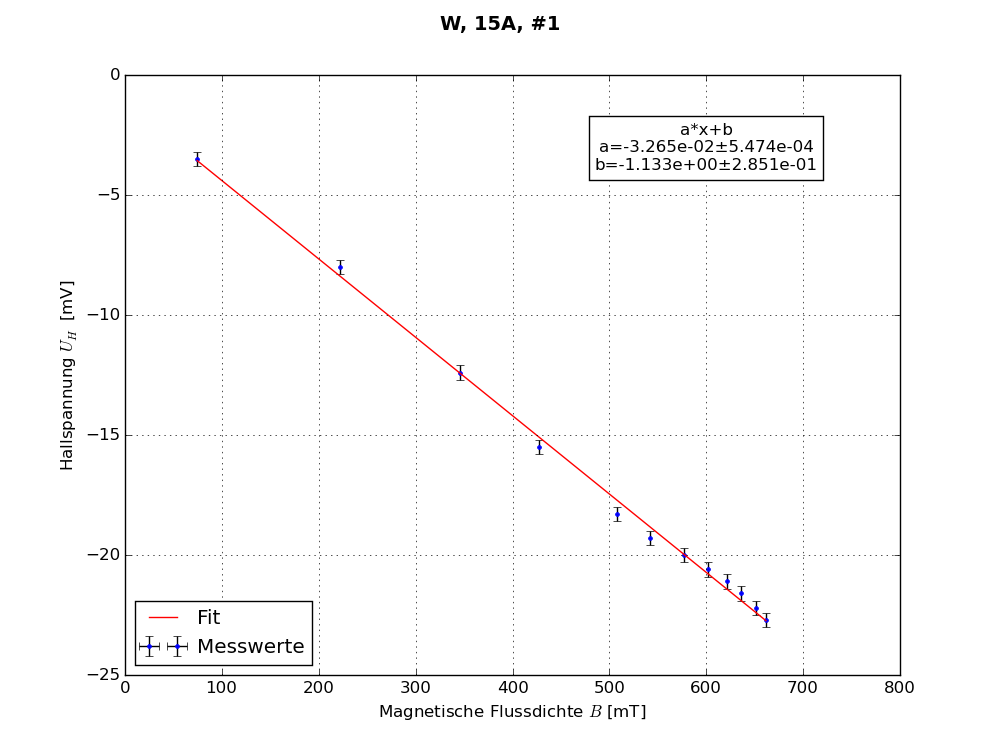 W, 15A, #1
0
−5
−10
−15
−20
−25
Hallspannung U_H [mV]
a*x+b
a=-3.265e-02±5.474e-04
b=-1.133e+00±2.851e-01
Fit
Messwerte
0 100 200 300 400 500 600 700 800
Magnetische Flussdichte B [mT]